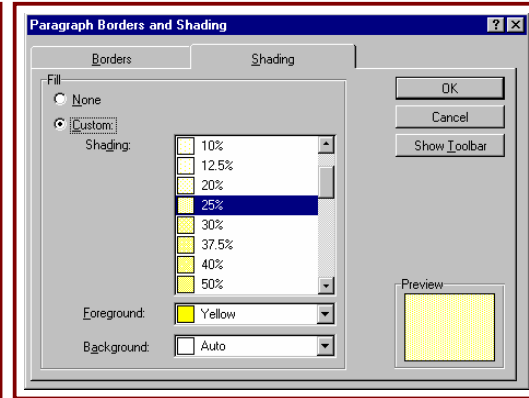 Paragraph Borders and Shading
Borders Shading
Fill
None
Custom:
Shading:
10%
12.5%
20%
25%
30%
37.5%
40%
50%
Foreground: Yellow
Background: Auto
OK
Cancel
Show Toolbar
Preview